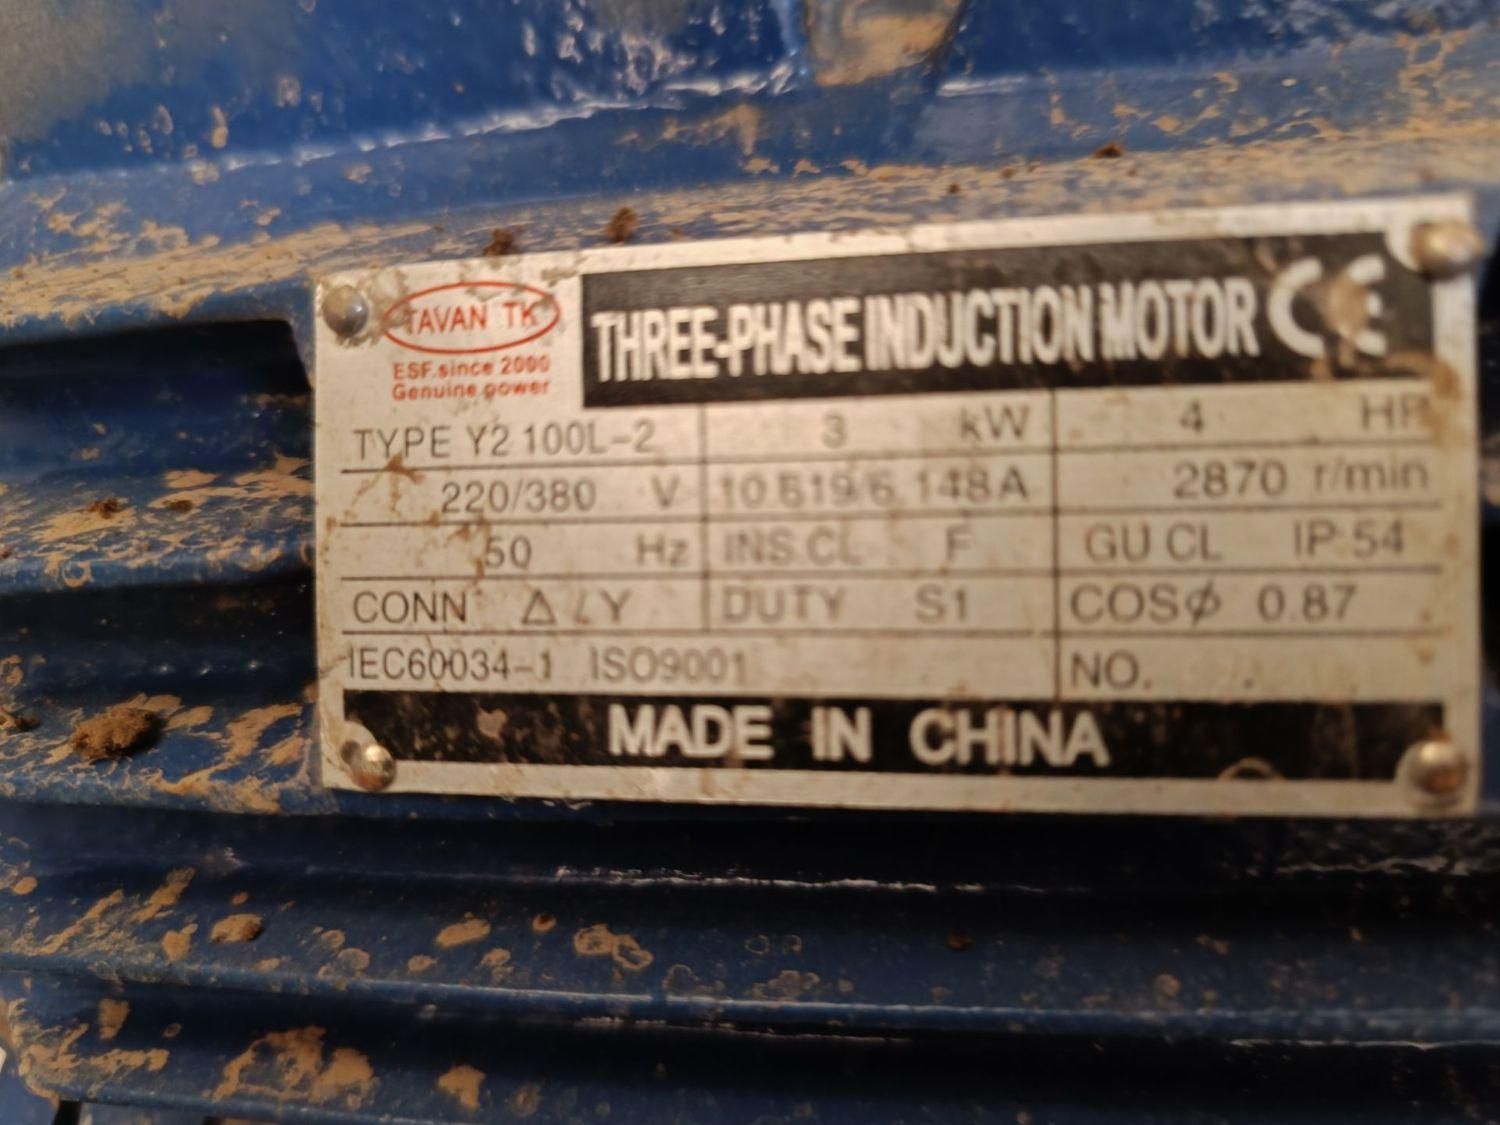 TAVAN TK
ESF.since 2000
Genuine power
THREE-PHASE INDUCTION MOTOR CE
TYPE Y2 100L-2 3 kW 4 HP
220/380 V 10.619/6.148A 2870 r/min
50 Hz INS.CL F GU CL IP 54
CONN Δ/Y DUTY S1 COSϕ 0.87
IEC60034-1 ISO9001 NO.
MADE IN CHINA